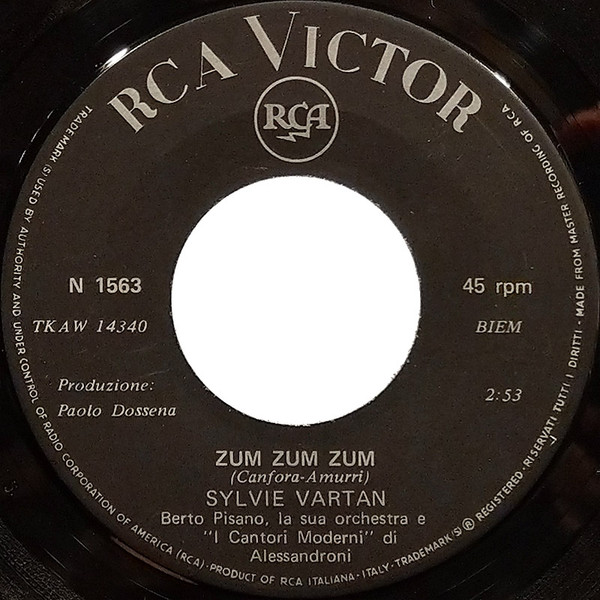 RCA VICTOR
RCA
N 1563
45 rpm
TKAW 14340
BIEM
Produzione:
Paolo Dossena
2:53
ZUM ZUM ZUM
(Canfora-Amurri)
SYLVIE VARTAN
Berto Pisano, la sua orchestra e
"I Cantori Moderni" di
Alessandroni
TRADEMARK(S) USED BY AUTHORITY AND UNDER CONTROL OF RADIO CORPORATION OF AMERICA (RCA)·PRODUCT OF RCA ITALIANA·ITALY·TRADEMARK(S)® REGISTERED·RISERVATI TUTTI I DIRITTI - MADE FROM MASTER RECORDING OF RCA